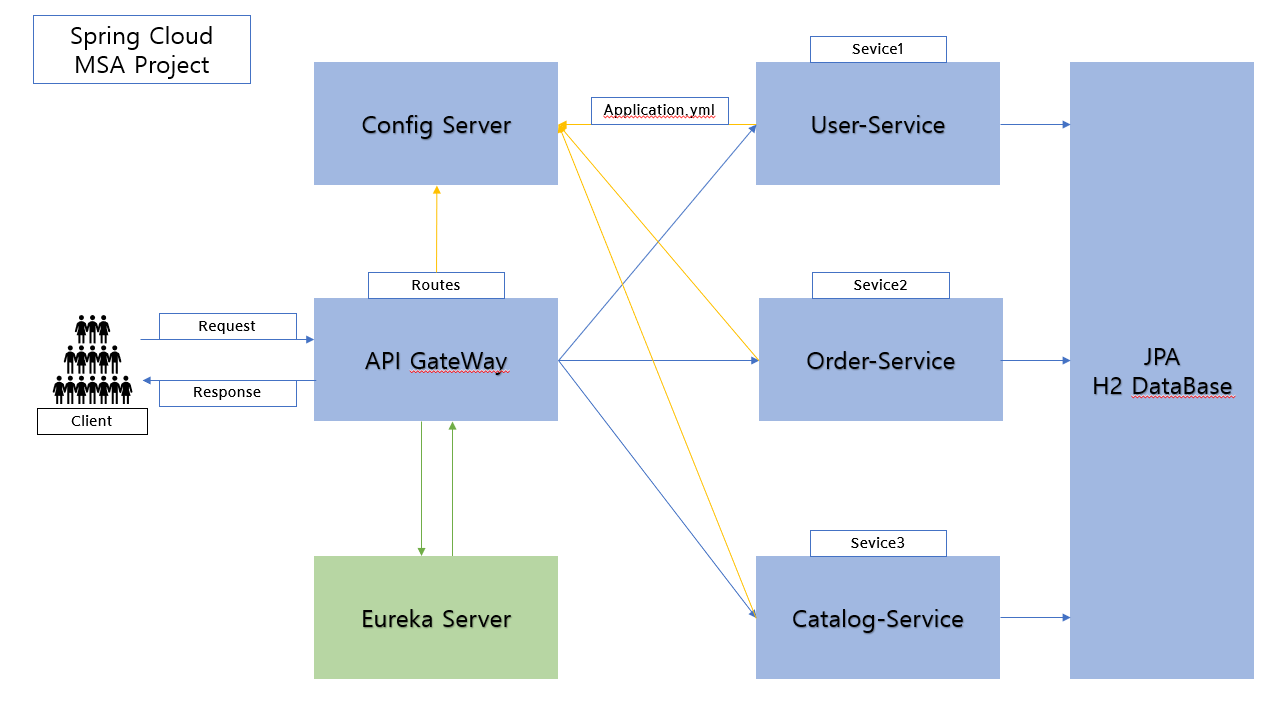 Spring Cloud
MSA Project
Config Server
Application.yml
Sevice1
User-Service
Routes
API GateWay
Sevice2
Order-Service
Request
Response
Client
JPA
H2 DataBase
Eureka Server
Sevice3
Catalog-Service